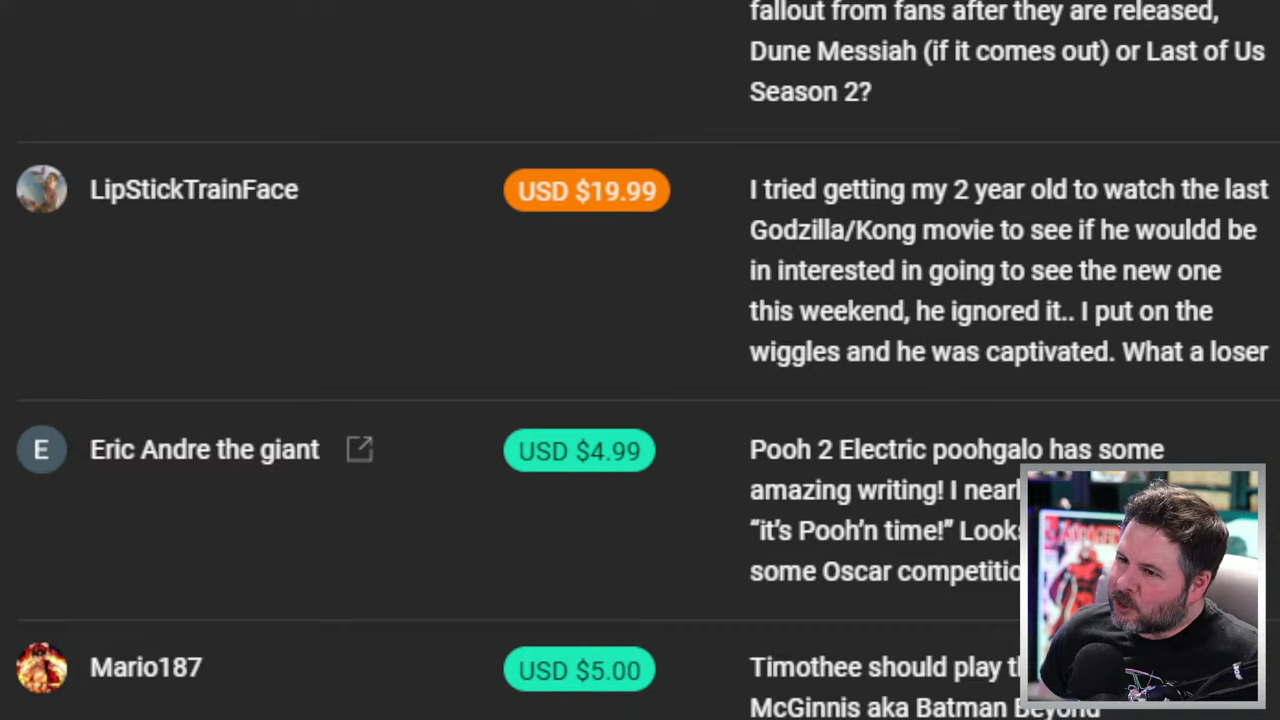 fallout from fans after they are released,
Dune Messiah (if it comes out) or Last of Us
Season 2?
LipStickTrainFace
USD $19.99
I tried getting my 2 year old to watch the last
Godzilla/Kong movie to see if he wouldd be
in interested in going to see the new one
this weekend, he ignored it.. I put on the
wiggles and he was captivated. What a loser
E
Eric Andre the giant
USD $4.99
Pooh 2 Electric poohgalo has some
amazing writing! I
“it’s Pooh’n time!”
some Oscar
Mario187
USD $5.00
Timothee should play
McGinnis aka Batman Beyond